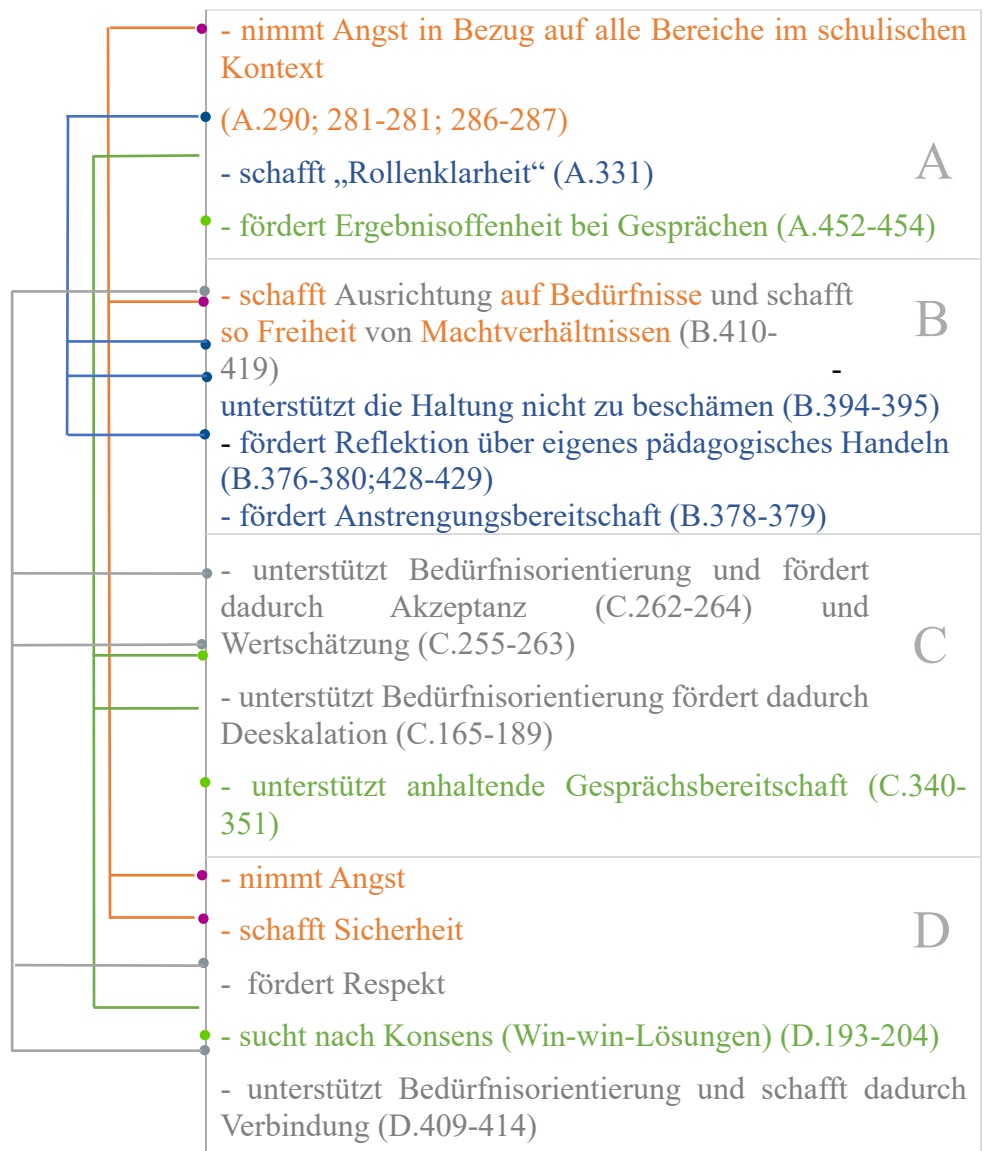 - nimmt Angst in Bezug auf alle Bereiche im schulischen
Kontext
(A.290; 281-281; 286-287)
- schafft „Rollenklarheit“ (A.331)
A
- fördert Ergebnisoffenheit bei Gesprächen (A.452-454)
- schafft Ausrichtung auf Bedürfnisse und schafft
B
so Freiheit von Machtverhältnissen (B.410-
419) -
unterstützt die Haltung nicht zu beschämen (B.394-395)
- fördert Reflektion über eigenes pädagogisches Handeln
(B.376-380;428-429)
- fördert Anstrengungsbereitschaft (B.378-379)
- unterstützt Bedürfnisorientierung und fördert
dadurch Akzeptanz (C.262-264) und
Wertschätzung (C.255-263)
C
- unterstützt Bedürfnisorientierung fördert dadurch
Deeskalation (C.165-189)
- unterstützt anhaltende Gesprächsbereitschaft (C.340-
351)
- nimmt Angst
- schafft Sicherheit
D
- fördert Respekt
- sucht nach Konsens (Win-win-Lösungen) (D.193-204)
- unterstützt Bedürfnisorientierung und schafft dadurch
Verbindung (D.409-414)